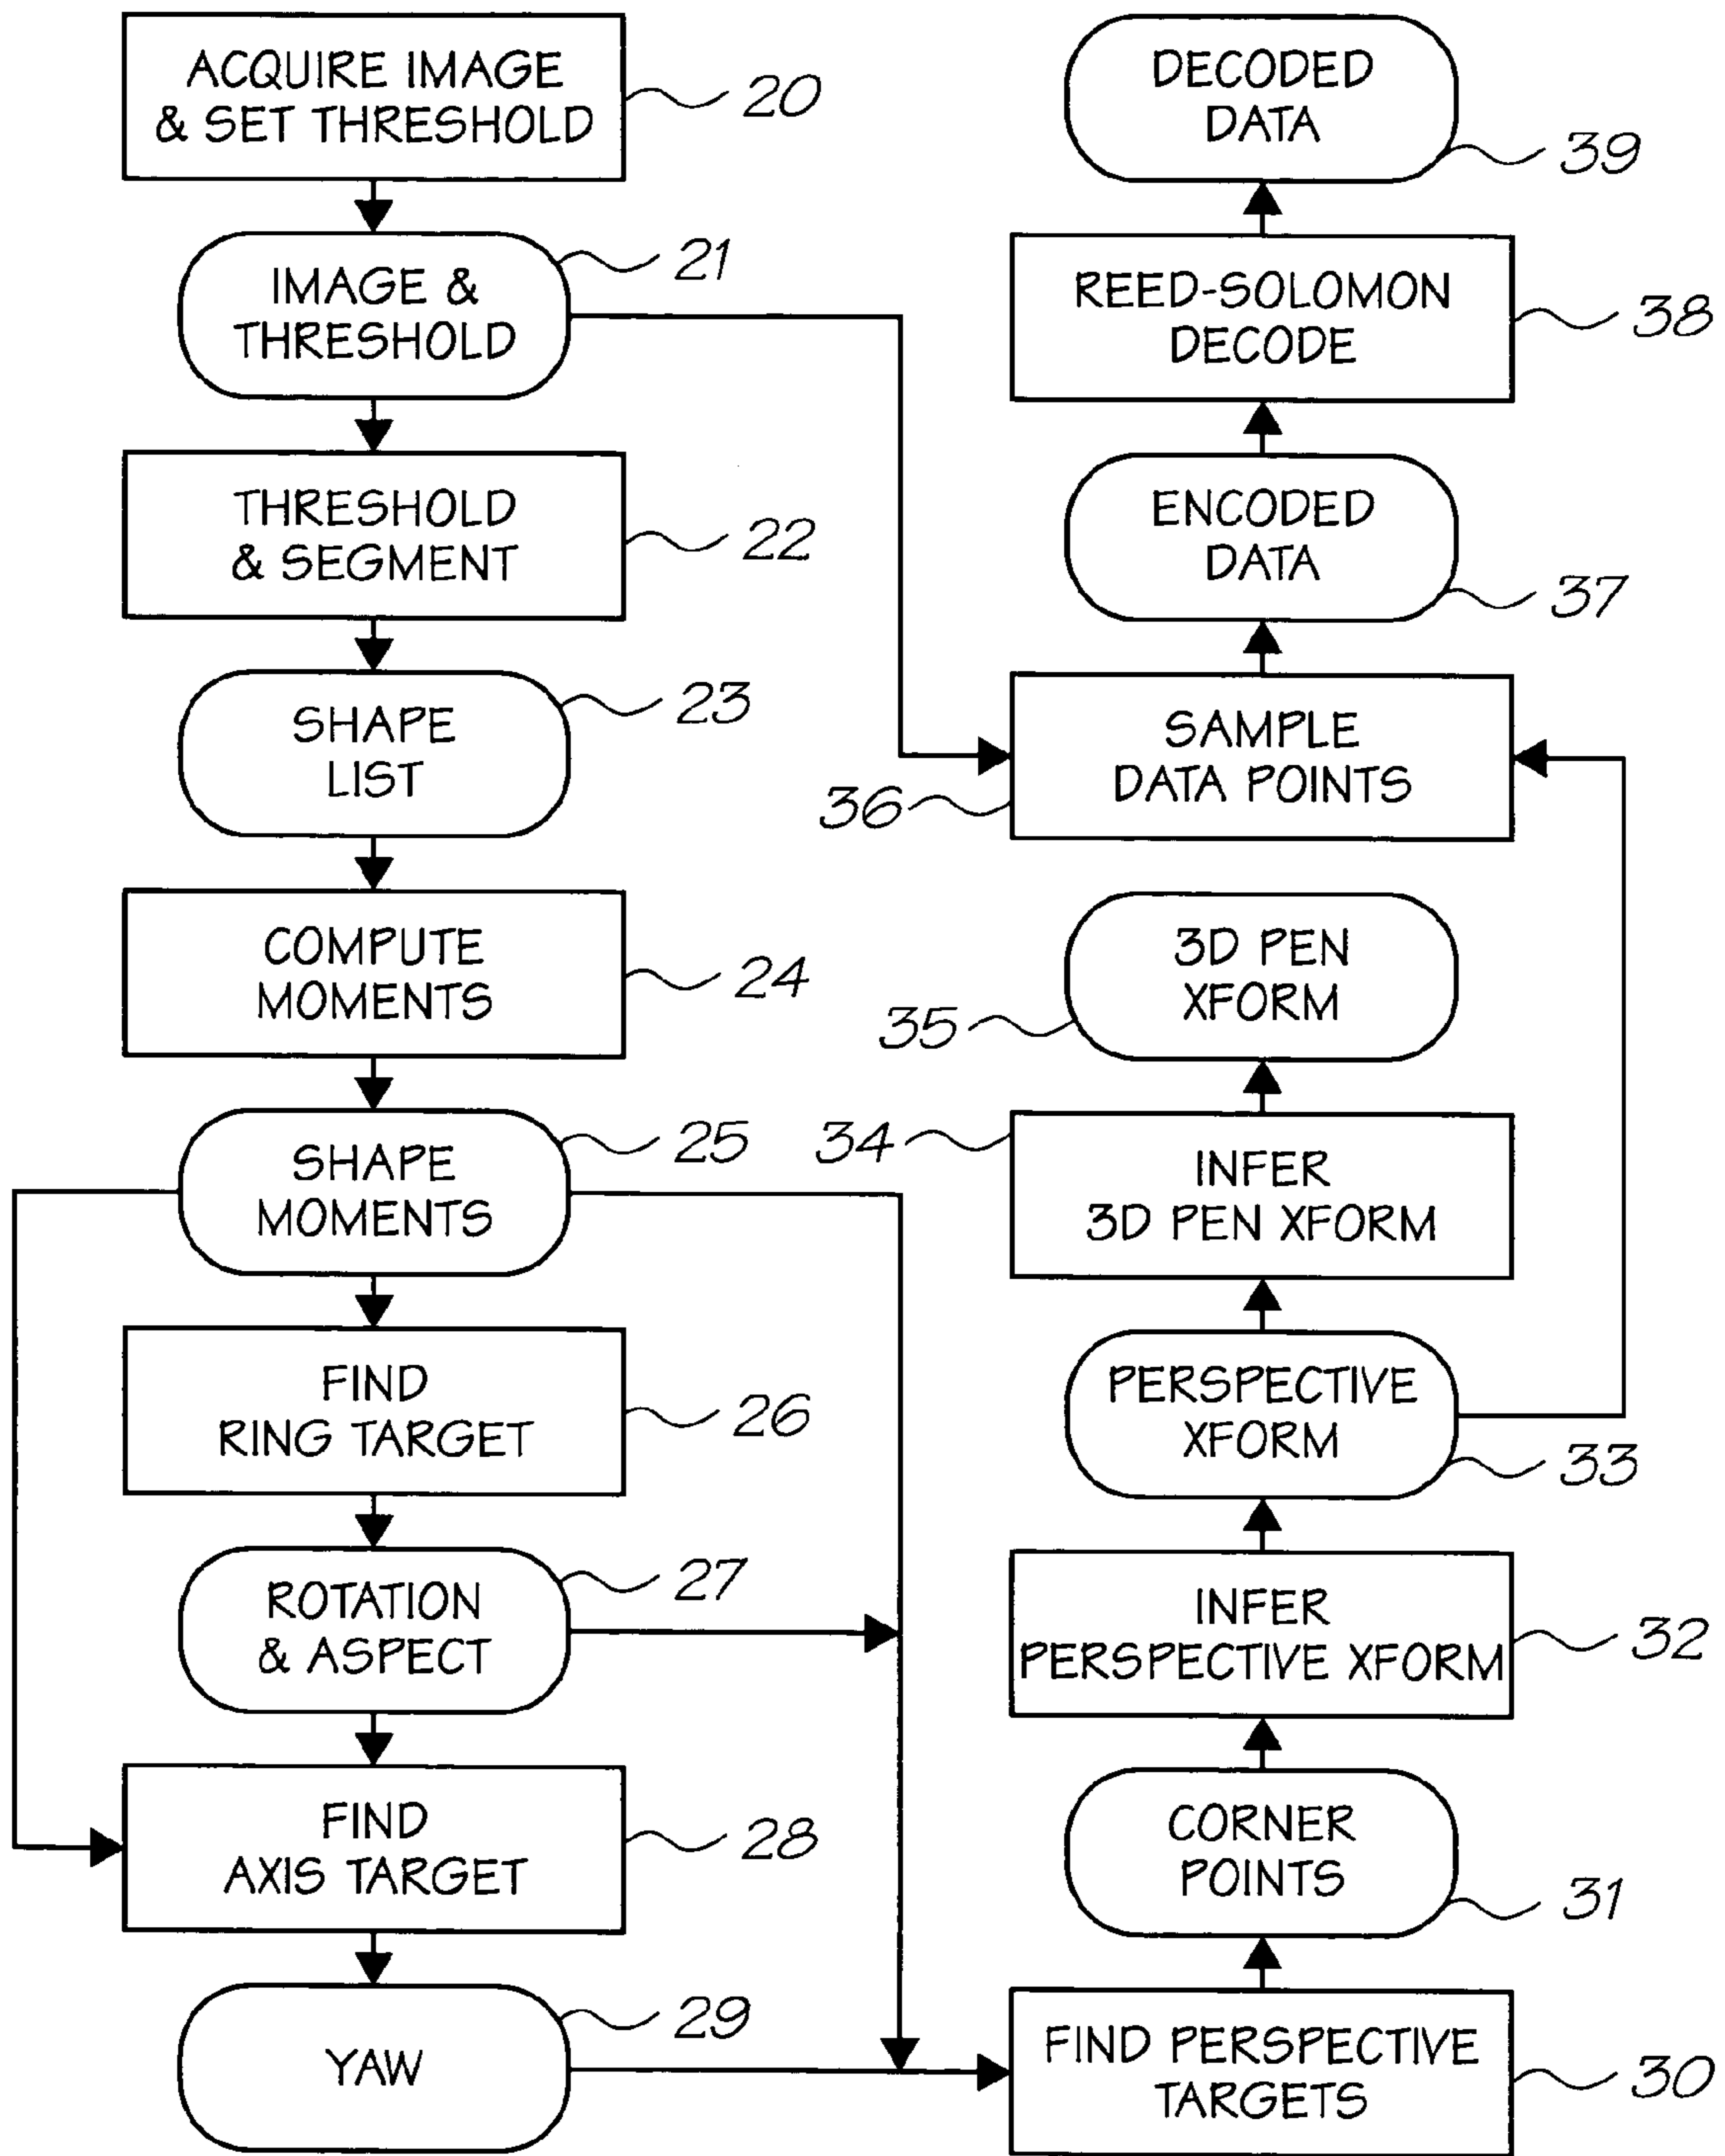 ACQUIRE IMAGE
& SET THRESHOLD
20
IMAGE &
THRESHOLD
21
THRESHOLD
& SEGMENT
22
SHAPE
LIST
23
COMPUTE
MOMENTS
24
SHAPE
MOMENTS
25
FIND
RING TARGET
26
ROTATION
& ASPECT
27
FIND
AXIS TARGET
28
YAW
29
DECODED
DATA
39
REED-SOLOMON
DECODE
38
ENCODED
DATA
37
SAMPLE
DATA POINTS
36
3D PEN
XFORM
35
INFER
3D PEN XFORM
34
PERSPECTIVE
XFORM
33
INFER
PERSPECTIVE XFORM
32
CORNER
POINTS
31
FIND PERSPECTIVE
TARGETS
30